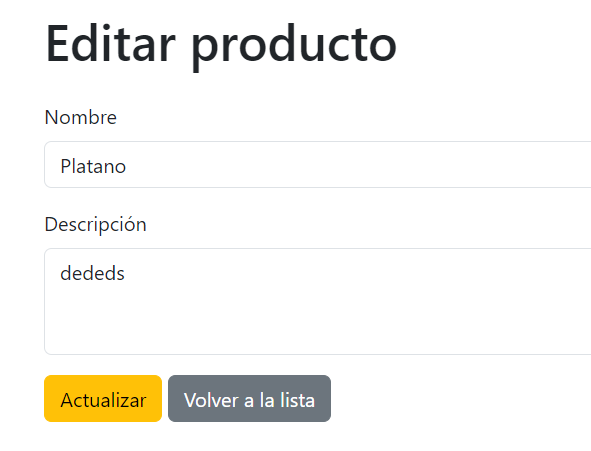 Editar producto
Nombre
Platano
Descripción
dededs
Actualizar Volver a la lista